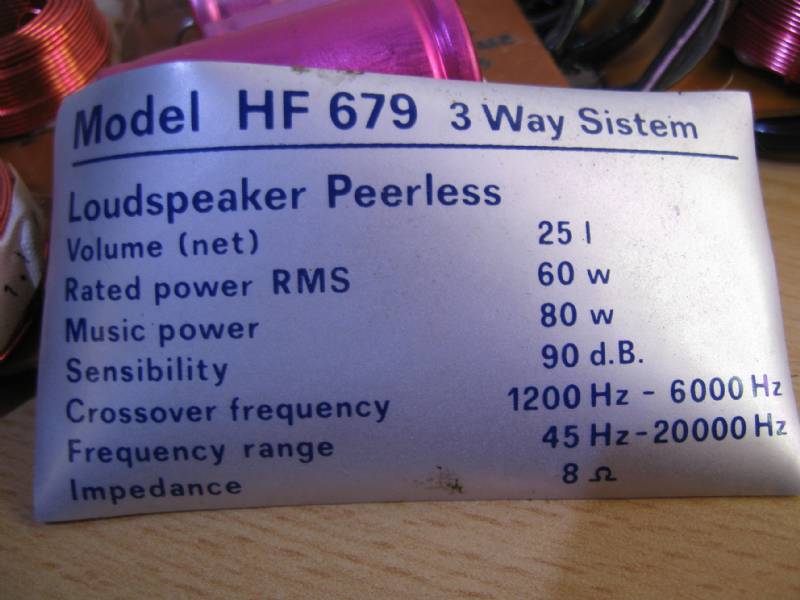 Model HF 679 3 Way Sistem
Loudspeaker Peerless
Volume (net) 25 l
Rated power RMS 60 w
Music power 80 w
Sensibility 90 d.B.
Crossover frequency 1200 Hz - 6000 Hz
Frequency range 45 Hz-20000 Hz
Impedance 8 Ω